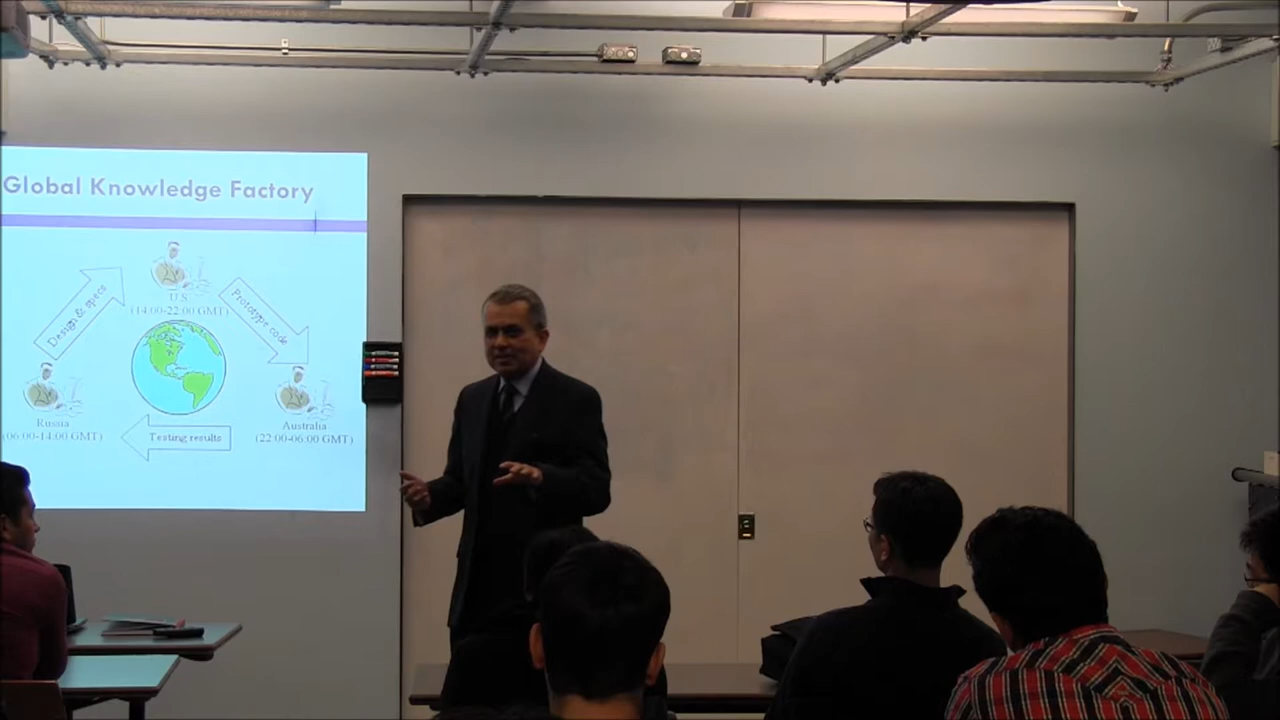 Global Knowledge Factory
U.S
(14:00-22:00 GMT)
Design & specs
Prototype code
Russia
(06:00-14:00 GMT)
Australia
(22:00-06:00 GMT)
Testing results